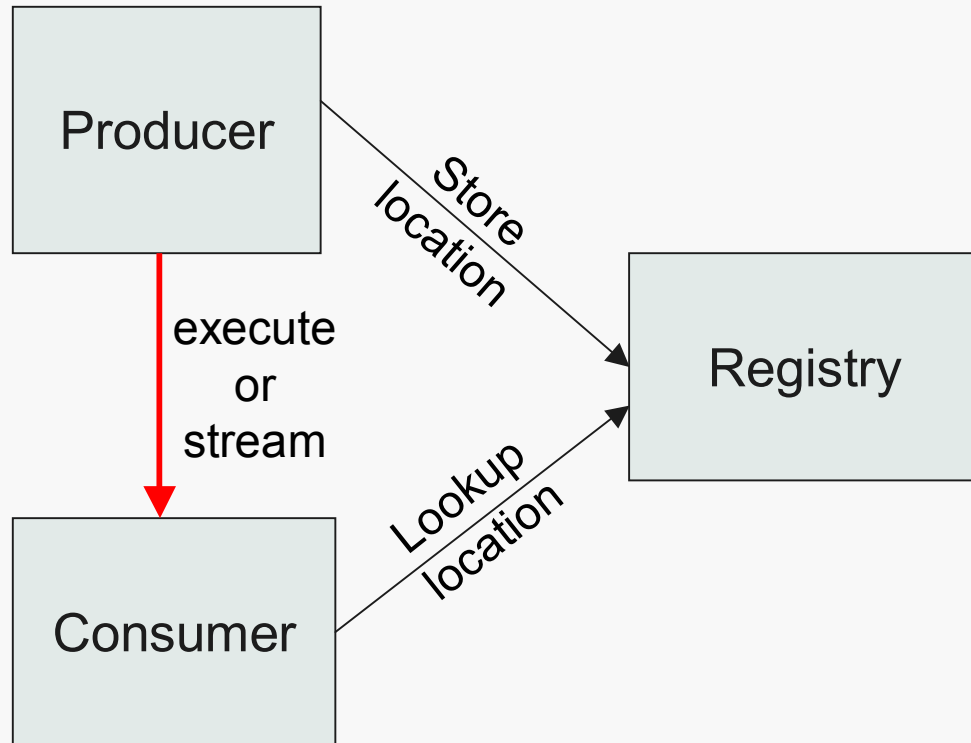 Producer
Store
location
execute
or
stream
Registry
Lookup
location
Consumer